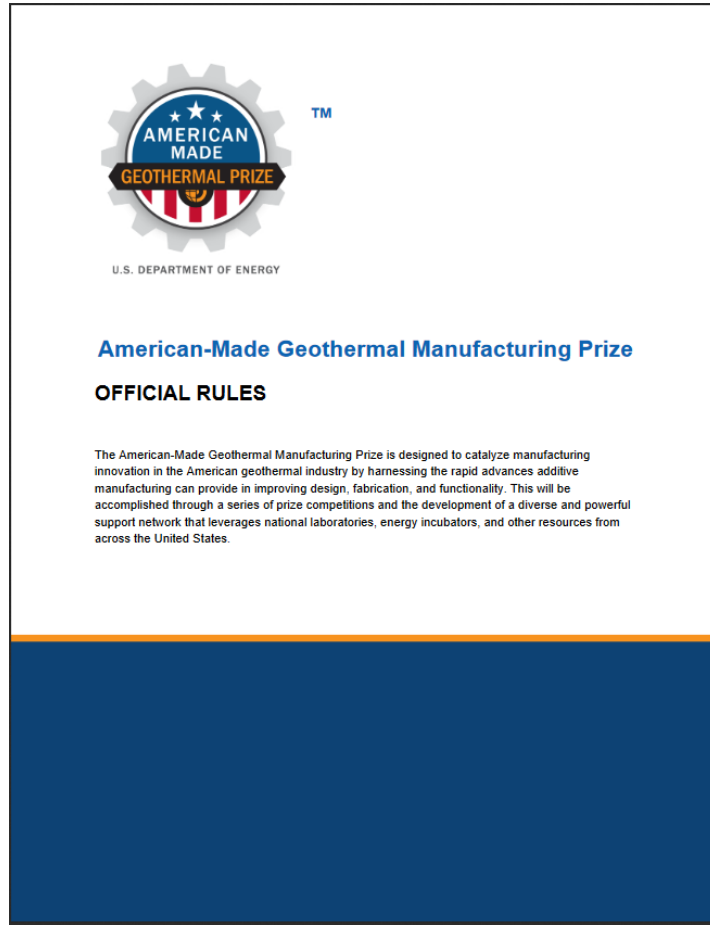 AMERICAN
MADE
GEOTHERMAL PRIZE
TM
U.S. DEPARTMENT OF ENERGY
American-Made Geothermal Manufacturing Prize
OFFICIAL RULES
The American-Made Geothermal Manufacturing Prize is designed to catalyze manufacturing
innovation in the American geothermal industry by harnessing the rapid advances additive
manufacturing can provide in improving design, fabrication, and functionality. This will be
accomplished through a series of prize competitions and the development of a diverse and powerful
support network that leverages national laboratories, energy incubators, and other resources from
across the United States.